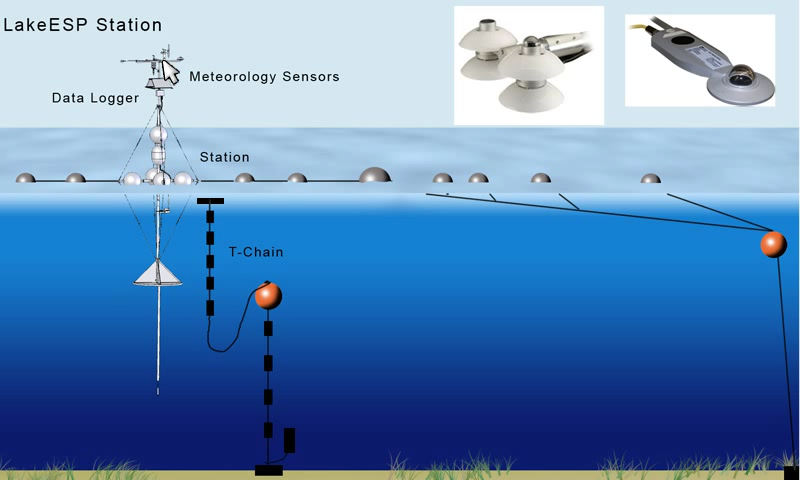 LakeESP Station
Meteorology Sensors
Data Logger
Station
T-Chain